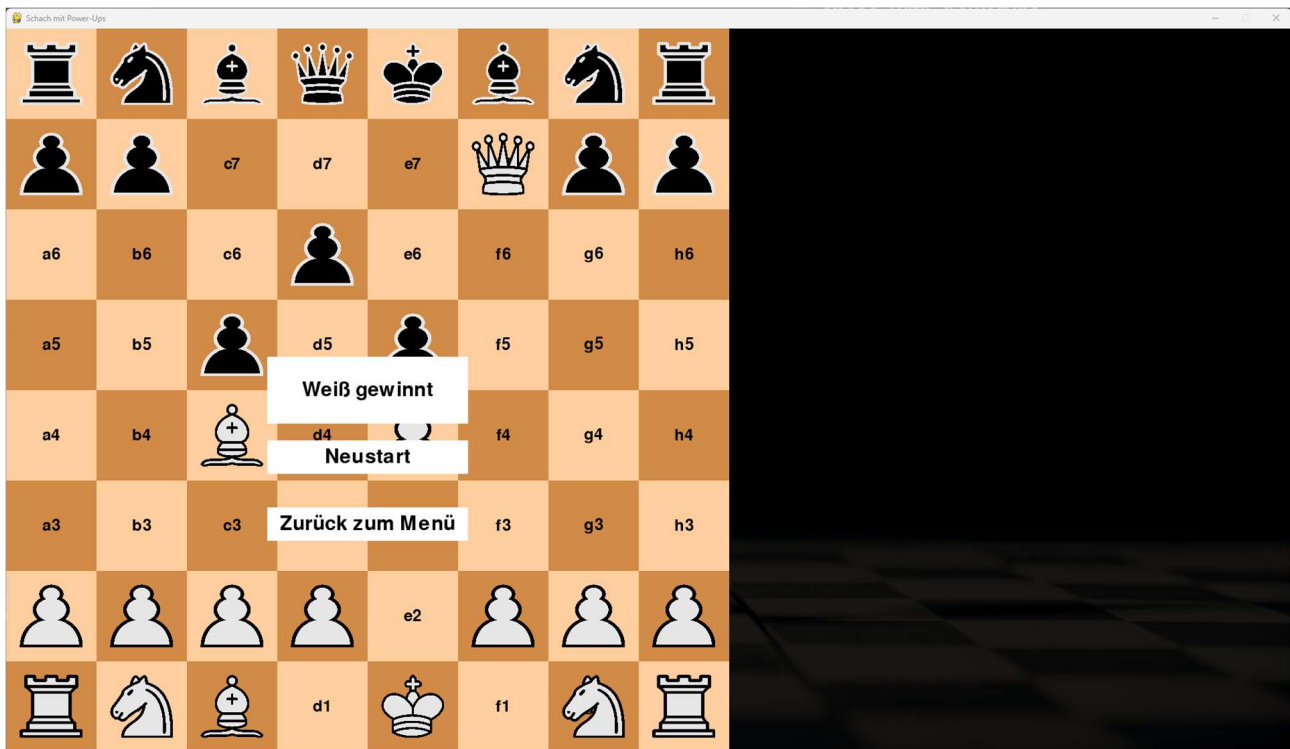 Schach mit Power-Ups
c7 d7 e7
a6 b6 c6 e6 f6 g6 h6
a5 b5 d5 f5 g5 h5
Weiß gewinnt
a4 b4 d4 f4 g4 h4
Neustart
a3 b3 c3 Zurück zum Menü f3 g3 h3
e2
d1 f1